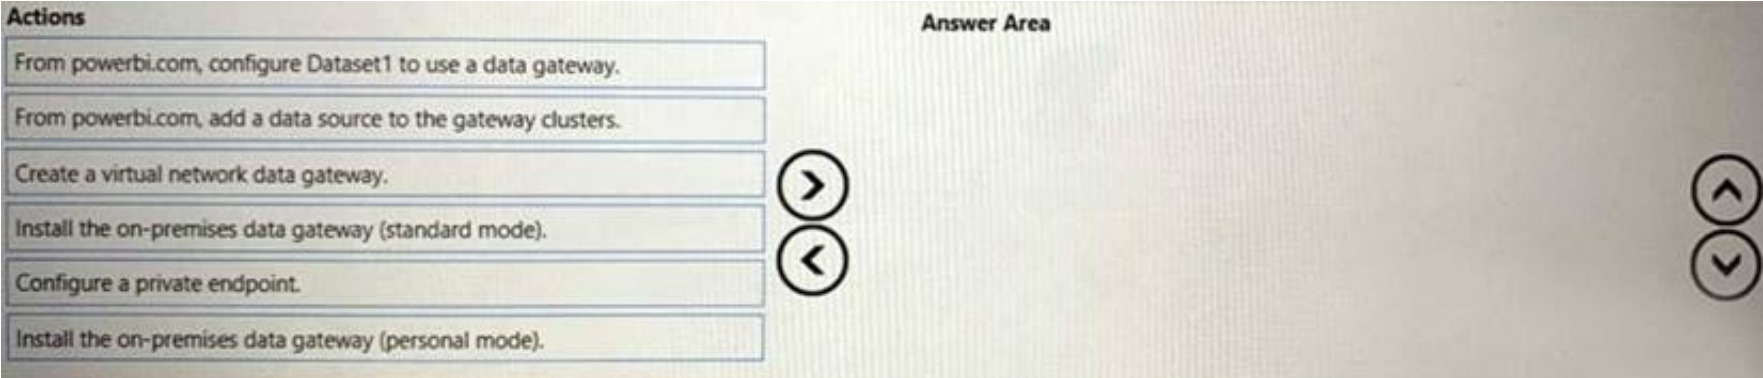 Actions
Answer Area
From powerbi.com, configure Dataset1 to use a data gateway.
From powerbi.com, add a data source to the gateway clusters.
Create a virtual network data gateway.
Install the on-premises data gateway (standard mode).
Configure a private endpoint.
Install the on-premises data gateway (personal mode).